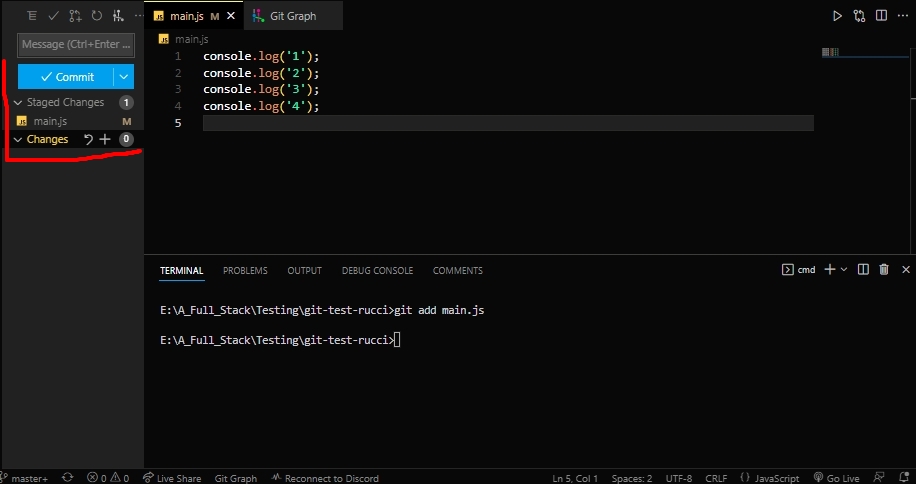 main.js M
Git Graph
Message (Ctrl+Enter ...
main.js
Commit
Staged Changes 1
main.js M
Changes 0
1 console.log('1');
2 console.log('2');
3 console.log('3');
4 console.log('4');
5
TERMINAL PROBLEMS OUTPUT DEBUG CONSOLE COMMENTS cmd
E:\A_Full_Stack\Testing\git-test-rucci>git add main.js
E:\A_Full_Stack\Testing\git-test-rucci>
master+ 0 0 Live Share Git Graph Reconnect to Discord Ln 5, Col 1 Spaces: 2 UTF-8 CRLF JavaScript Go Live